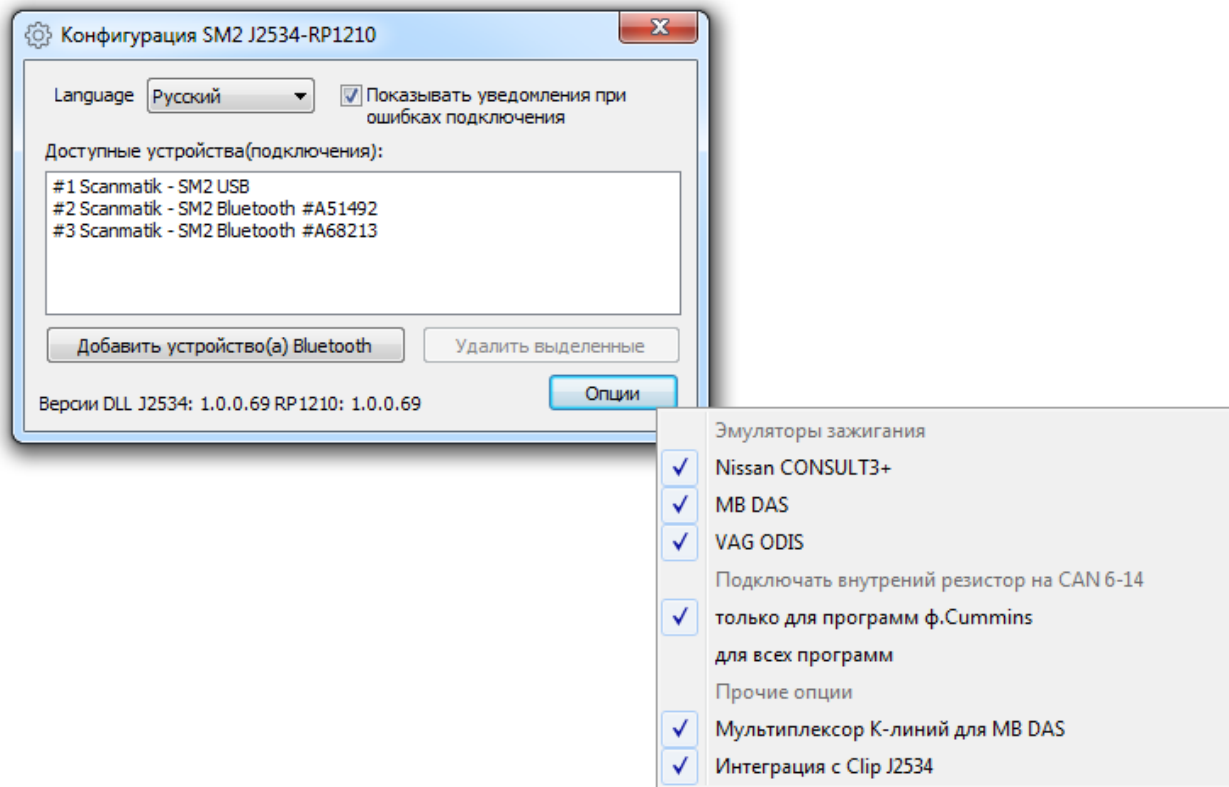 Конфигурация SM2 J2534-RP1210
Language
Русский
Показывать уведомления при
ошибках подключения
Доступные устройства(подключения):
#1 Scanmatik - SM2 USB
#2 Scanmatik - SM2 Bluetooth #A51492
#3 Scanmatik - SM2 Bluetooth #A68213
Добавить устройство(а) Bluetooth
Удалить выделенные
Версии DLL J2534: 1.0.0.69 RP1210: 1.0.0.69
Опции
Эмуляторы зажигания
Nissan CONSULT3+
MB DAS
VAG ODIS
Подключать внутрений резистор на CAN 6-14
только для программ ф.Cummins
для всех программ
Прочие опции
Мультиплексор К-линий для MB DAS
Интеграция с Clip J2534